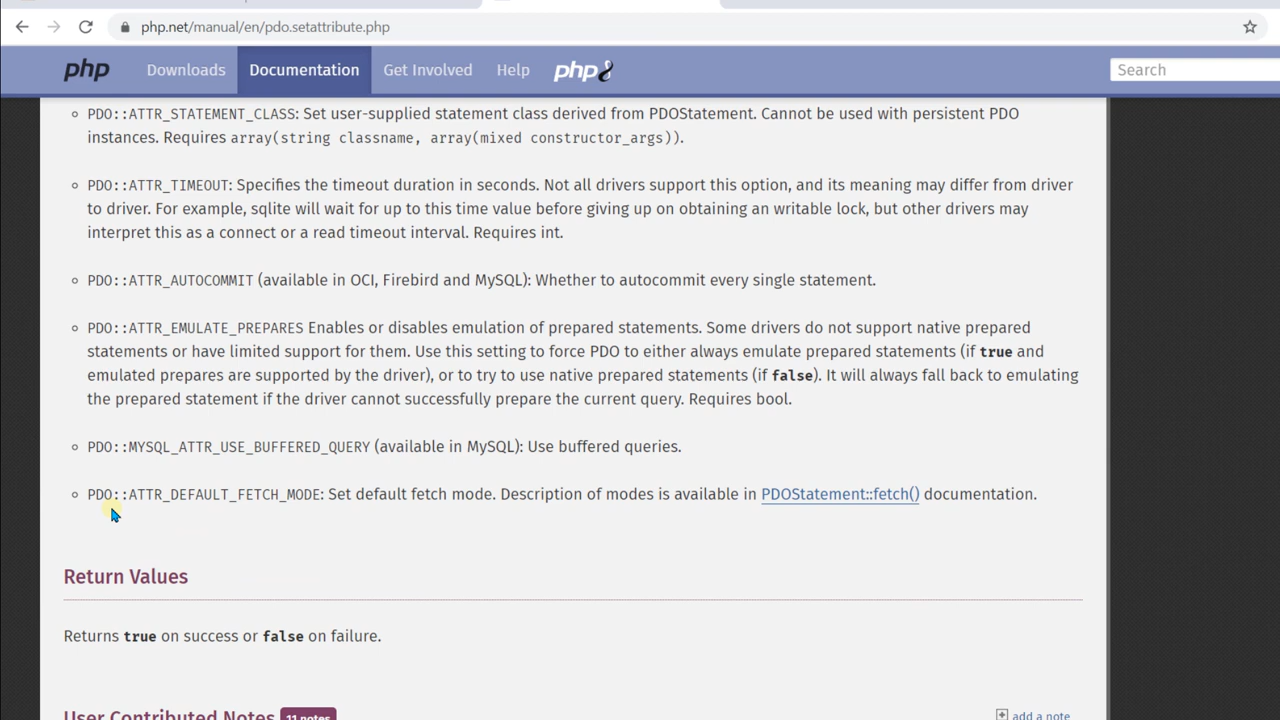 php.net/manual/en/pdo.setattribute.php
php Downloads Documentation Get Involved Help php8 Search
PDO::ATTR_STATEMENT_CLASS: Set user-supplied statement class derived from PDOStatement. Cannot be used with persistent PDO
instances. Requires array(string classname, array(mixed constructor_args)).
PDO::ATTR_TIMEOUT: Specifies the timeout duration in seconds. Not all drivers support this option, and its meaning may differ from driver
to driver. For example, sqlite will wait for up to this time value before giving up on obtaining an writable lock, but other drivers may
interpret this as a connect or a read timeout interval. Requires int.
PDO::ATTR_AUTOCOMMIT (available in OCI, Firebird and MySQL): Whether to autocommit every single statement.
PDO::ATTR_EMULATE_PREPARES Enables or disables emulation of prepared statements. Some drivers do not support native prepared
statements or have limited support for them. Use this setting to force PDO to either always emulate prepared statements (if true and
emulated prepares are supported by the driver), or to try to use native prepared statements (if false). It will always fall back to emulating
the prepared statement if the driver cannot successfully prepare the current query. Requires bool.
PDO::MYSQL_ATTR_USE_BUFFERED_QUERY (available in MySQL): Use buffered queries.
PDO::ATTR_DEFAULT_FETCH_MODE: Set default fetch mode. Description of modes is available in PDOStatement::fetch() documentation.
Return Values
Returns true on success or false on failure.
User Contributed Notes 11 notes add a note